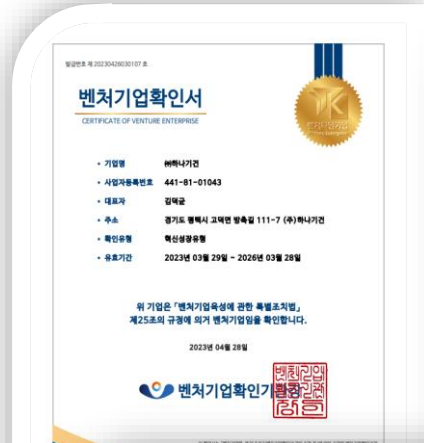 발급번호 제 20230426030107 호
벤처기업확인서
CERTIFICATE OF VENTURE ENTERPRISE
• 기업명 ㈜하나기건
• 사업자등록번호 441-81-01043
• 대표자 김덕균
• 주소 경기도 평택시 고덕면 방축길 111-7 (주)하나기건
• 확인유형 혁신성장유형
• 유효기간 2023년 03월 29일 ~ 2026년 03월 28일
위 기업은 「벤처기업육성에 관한 특별조치법」
제25조의 규정에 의거 벤처기업임을 확인합니다.
2023년 04월 28일
벤처기업확인기관장